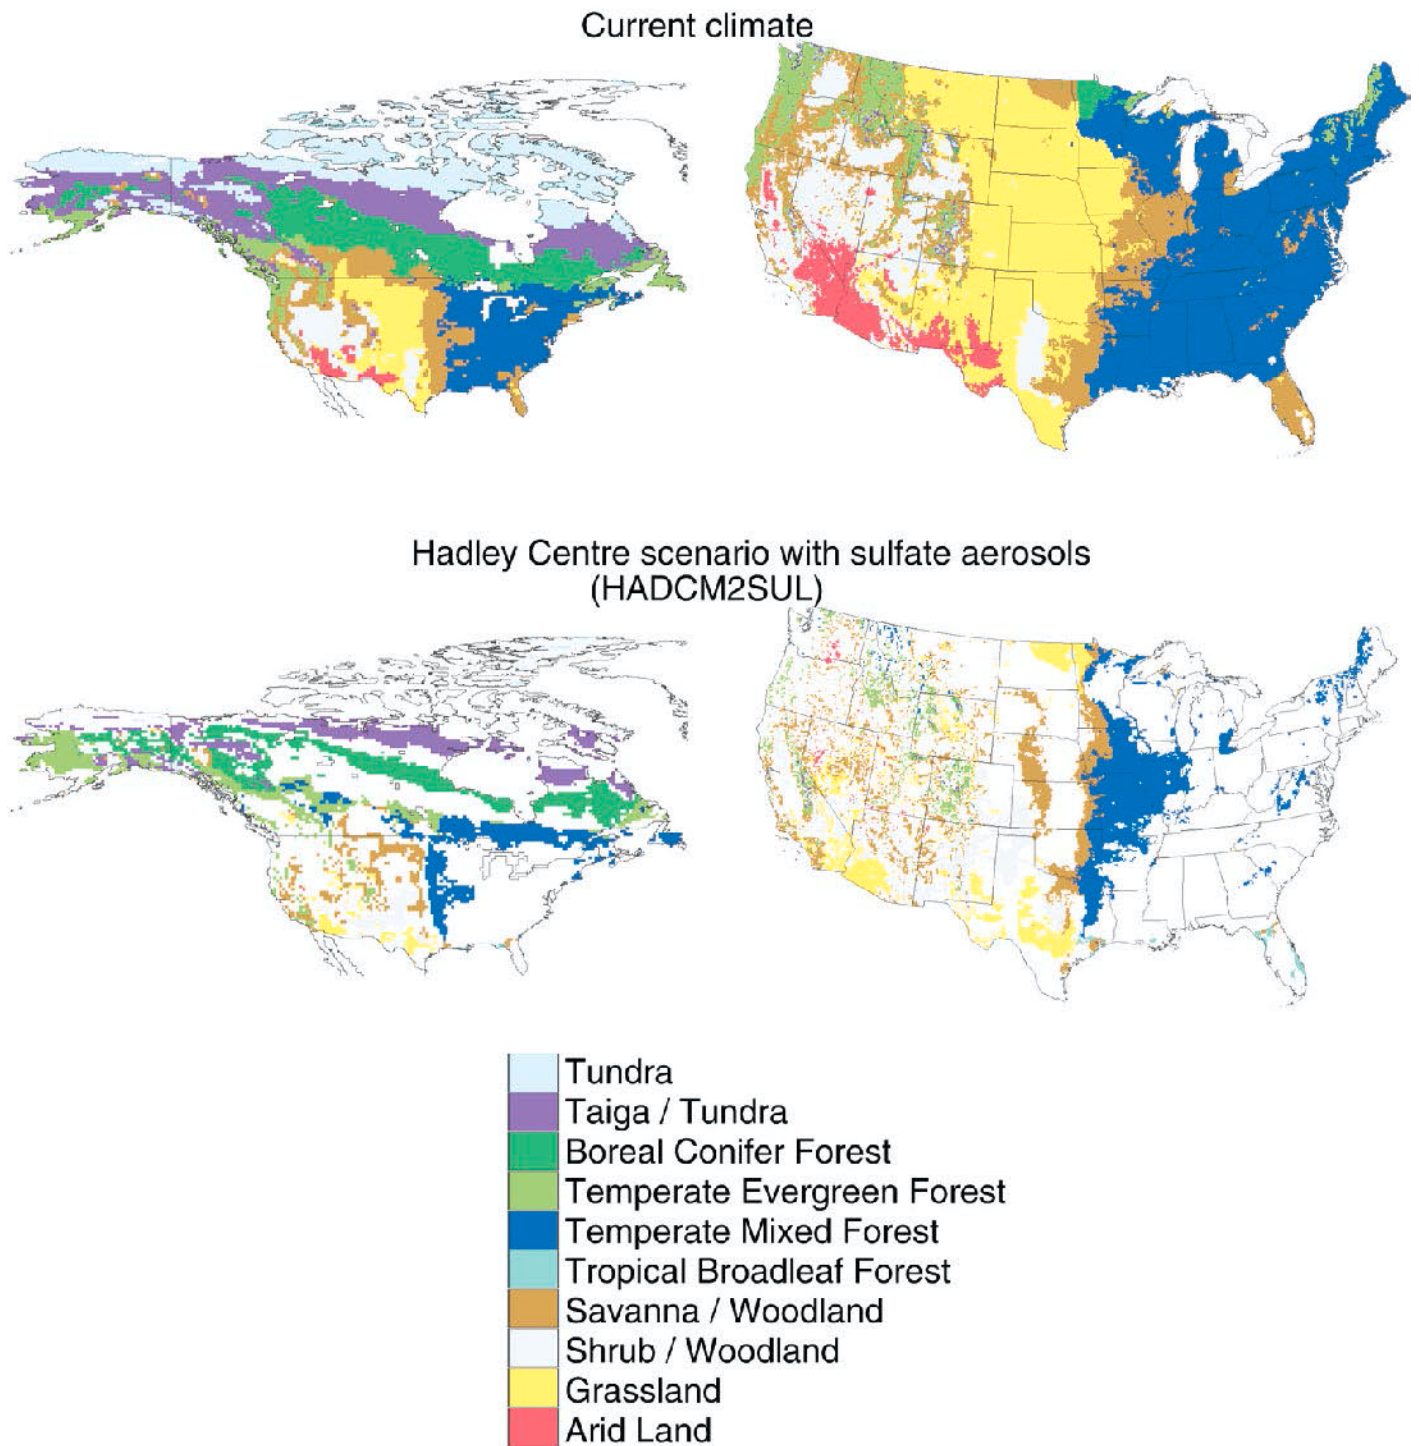 Current climate
Hadley Centre scenario with sulfate aerosols
(HADCM2SUL)
Tundra
Taiga / Tundra
Boreal Conifer Forest
Temperate Evergreen Forest
Temperate Mixed Forest
Tropical Broadleaf Forest
Savanna / Woodland
Shrub / Woodland
Grassland
Arid Land